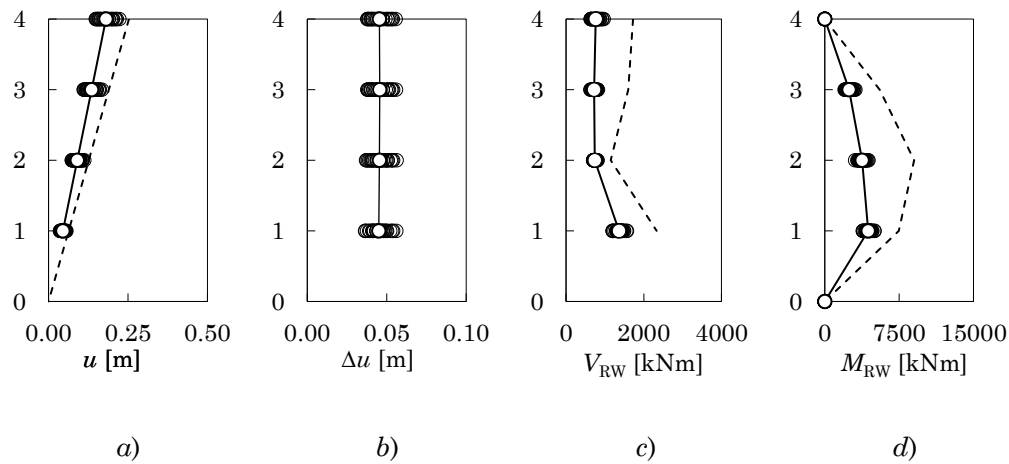 4 4 4 4
3 3 3 3
2 2 2 2
1 1 1 1
0 0 0 0
0.00 0.25 0.50 0.00 0.05 0.10 0 2000 4000 0 7500 15000
u [m] Δu [m] V_RW [kNm] M_RW [kNm]
a) b) c) d)